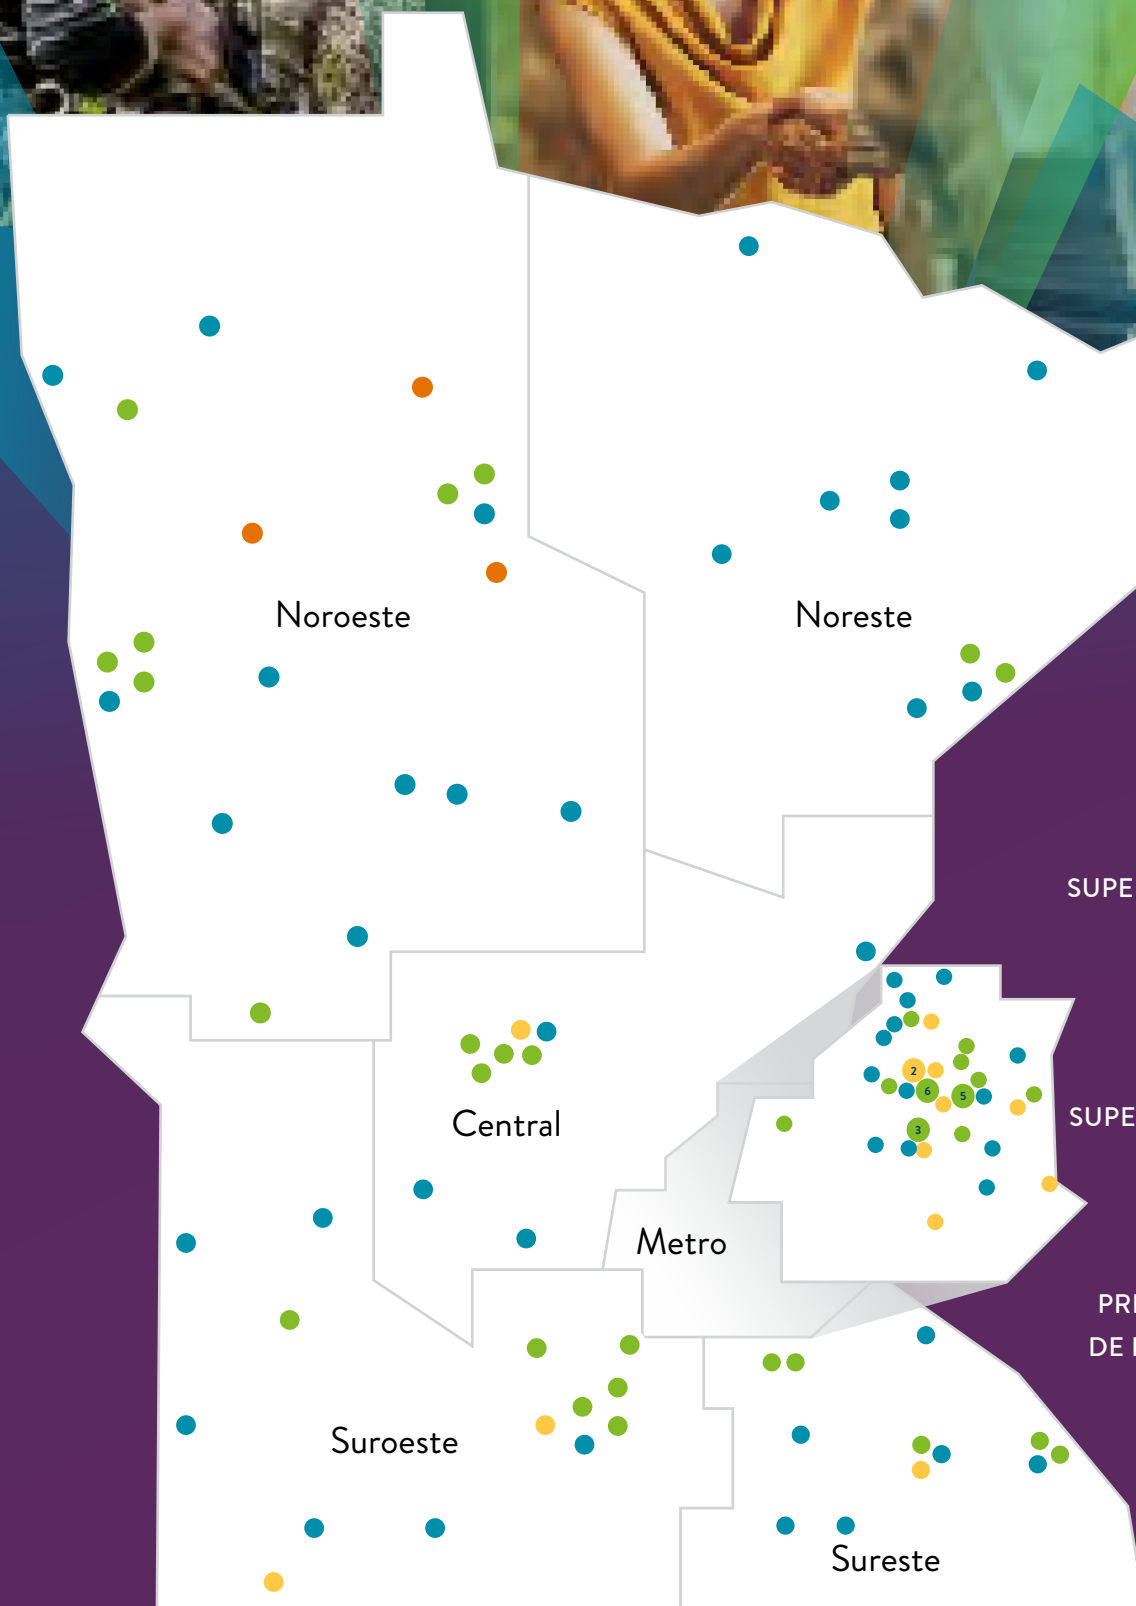 Noroeste
Noreste
SUPE
Central
2
6
5
3
SUPE
Metro
PRI
DE
Suroeste
Sureste